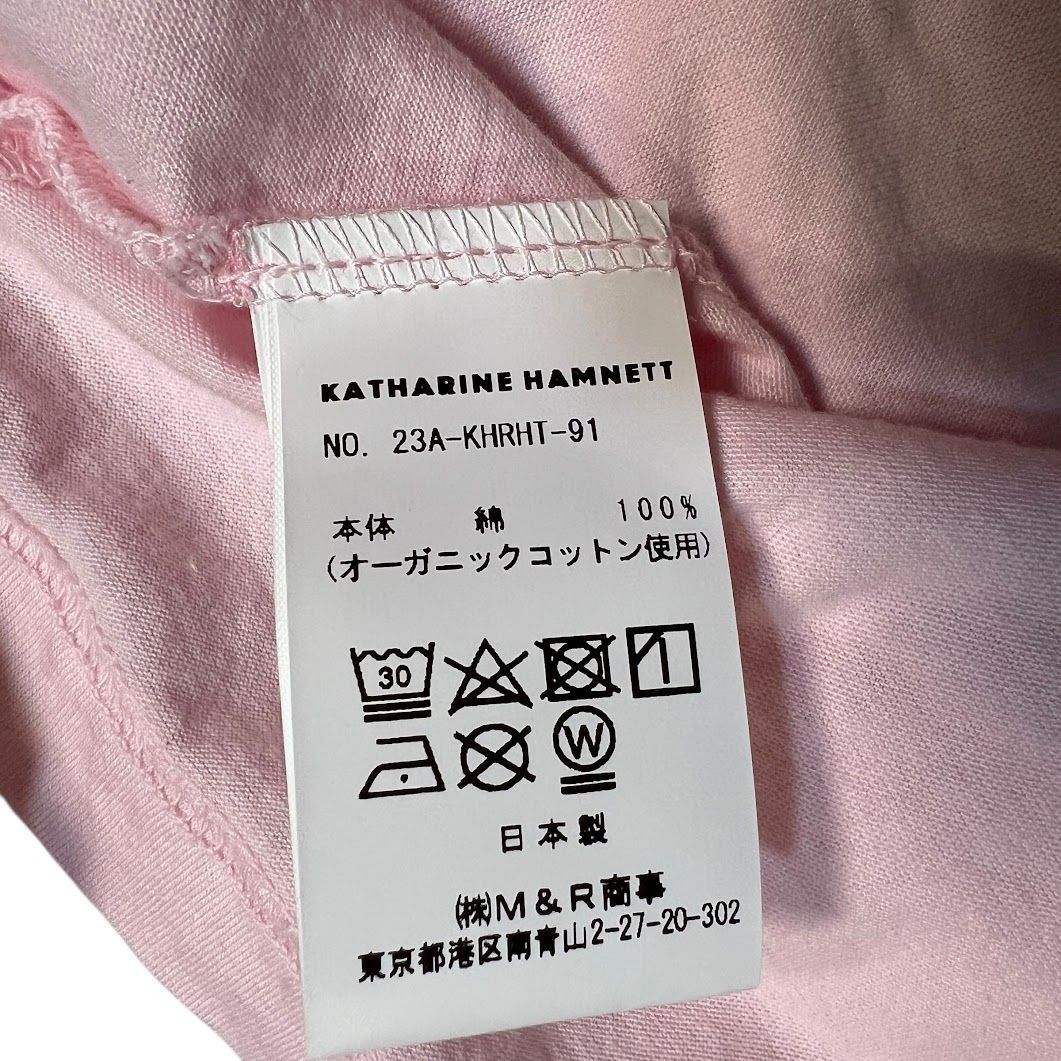 KATHARINE HAMNETT
NO. 23A-KHRHT-91
本体 綿 100%
(オーガニックコットン使用)
30
W
日本製
(株)M&R商事
東京都港区南青山2-27-20-302